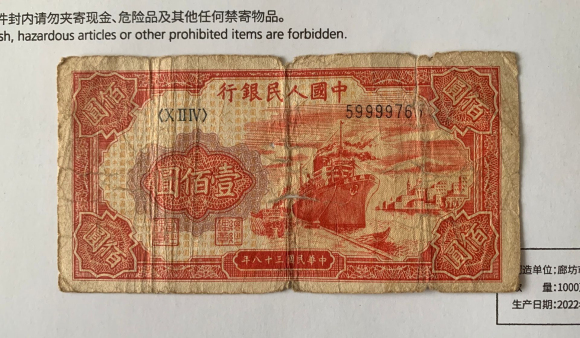 件封内请勿夹寄现金、危险品及其他任何禁寄物品。
sh, hazardous articles or other prohibited items are forbidden.
行銀民人國中
〈X II IV〉
5999976
圓佰
佰圓
圓佰壹
圓佰
佰圓
年八十三國民華中
造单位:廊坊
量:1000
生产日期:2022